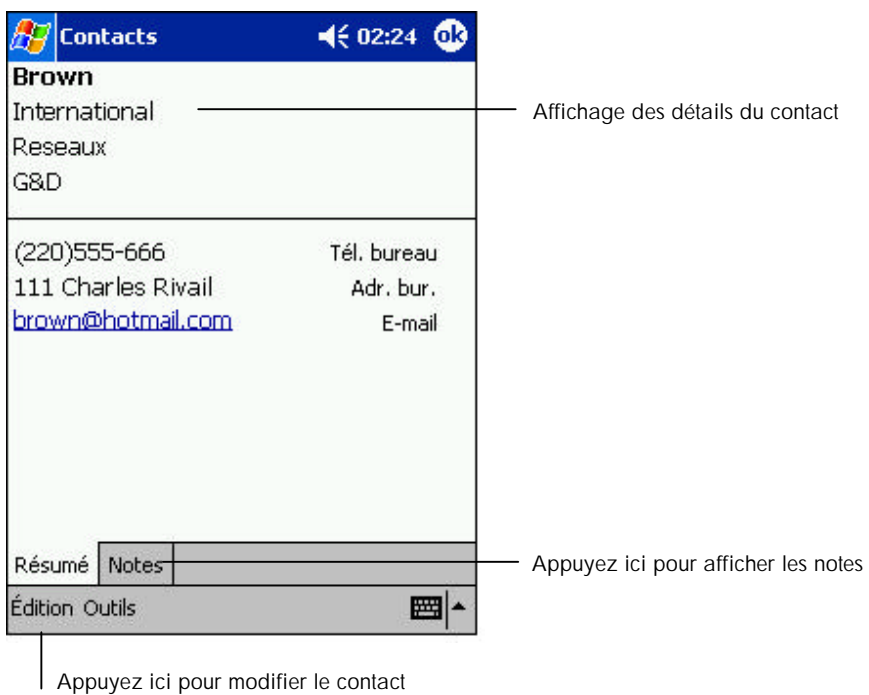 Contacts 02:24 ok
Brown
International
Affichage des détails du contact
Reseaux
G&D
(220)555-666 Tél. bureau
111 Charles Rivail Adr. bur.
brown@hotmail.com E-mail
Résumé Notes
Appuyez ici pour afficher les notes
Édition Outils
Appuyez ici pour modifier le contact